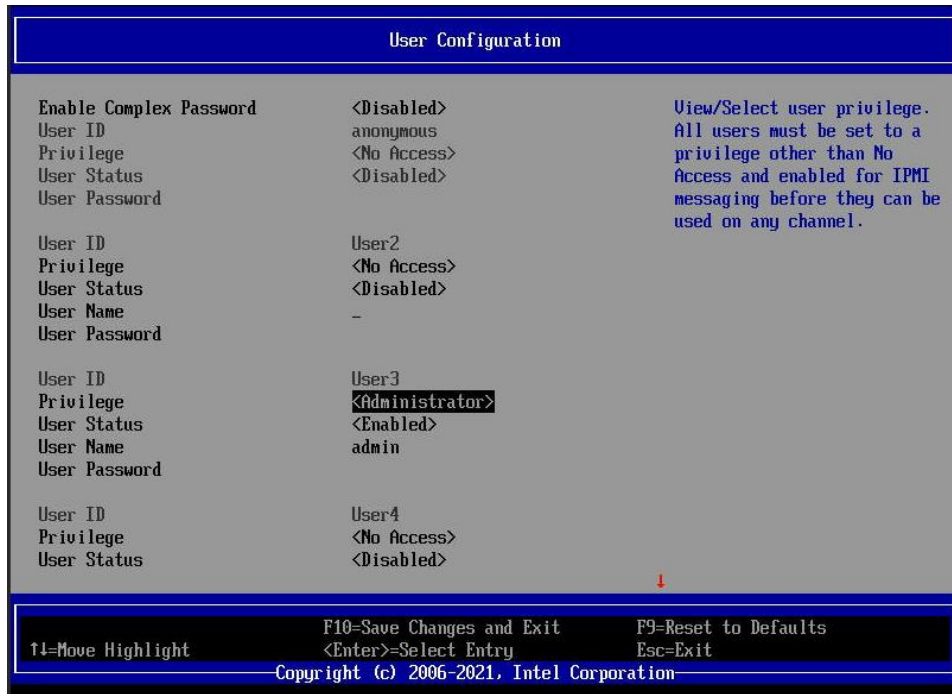 User Configuration
Enable Complex Password <Disabled>
User ID anonymous
Privilege <No Access>
User Status <Disabled>
User Password
User ID User2
Privilege <No Access>
User Status <Disabled>
User Name _
User Password
User ID User3
Privilege <Administrator>
User Status <Enabled>
User Name admin
User Password
User ID User4
Privilege <No Access>
User Status <Disabled>
View/Select user privilege.
All users must be set to a
privilege other than No
Access and enabled for IPMI
messaging before they can be
used on any channel.
↓
F10=Save Changes and Exit F9=Reset to Defaults
↑↓=Move Highlight <Enter>=Select Entry Esc=Exit
Copyright (c) 2006-2021, Intel Corporation